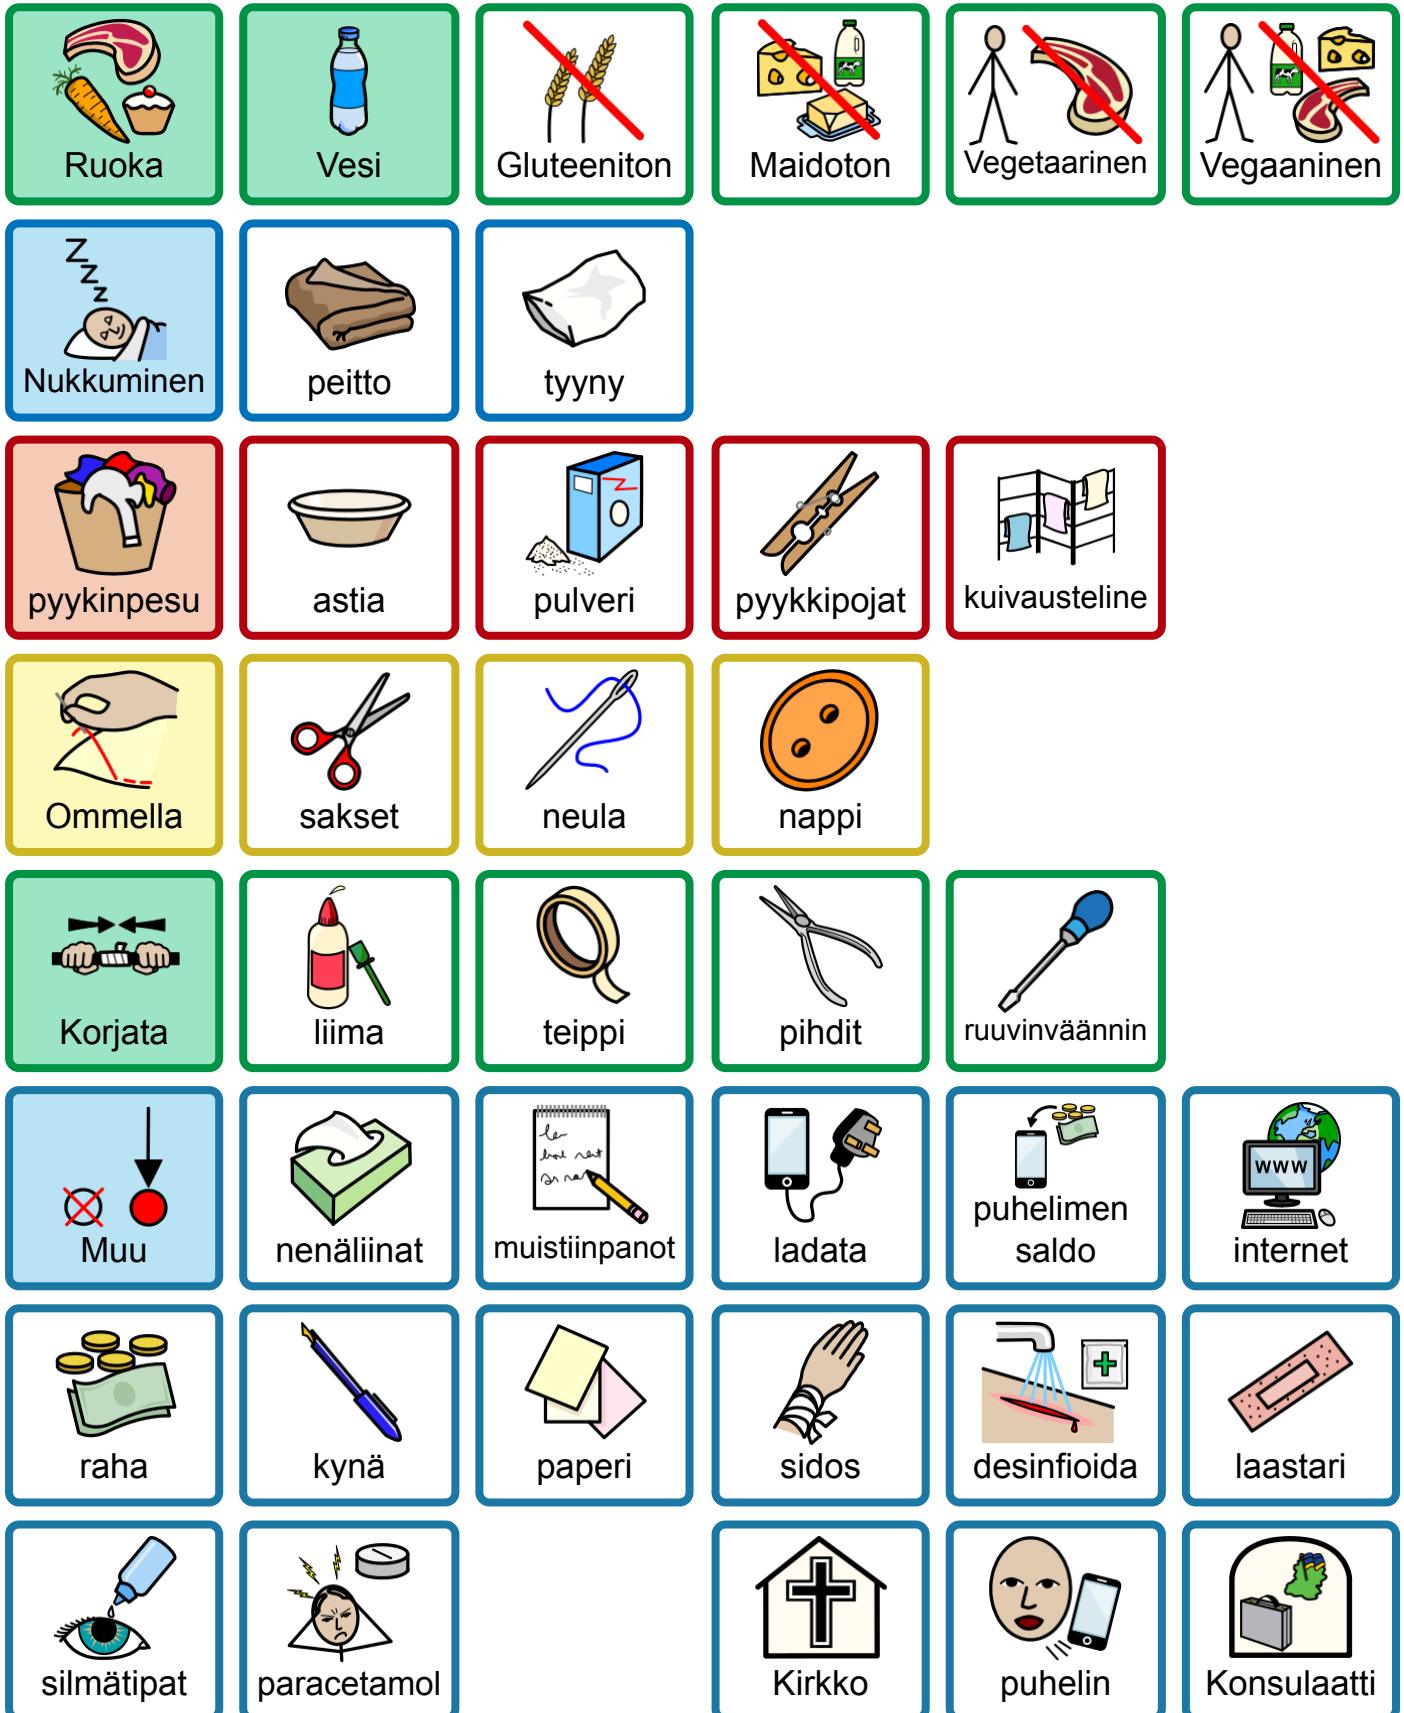 Ruoka
Vesi
Gluteeniton
Maidoton
Vegetaarinen
Vegaaninen
Z
Z
Z
Nukkuminen
peitto
tyyny
pyykinpesu
astia
pulveri
pyykkipojat
kuivausteline
Ommella
sakset
neula
nappi
Korjata
liima
teippi
pihdit
ruuvinväännin
Muu
nenäliinat
muistiinpanot
ladata
puhelimen
saldo
www
internet
raha
kynä
paperi
sidos
desinfioida
laastari
silmätipat
paracetamol
Kirkko
puhelin
Konsulaatti